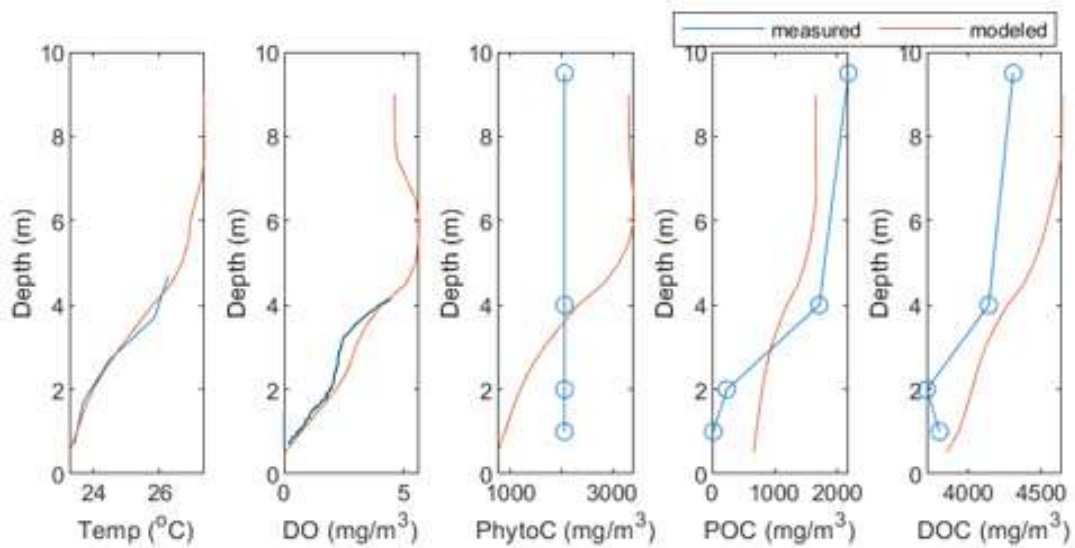 measured modeled
10 10 10 10 10
8 8 8 8 8
6 6 6 6 6
4 4 4 4 4
2 2 2 2 2
0 0 0 0 0
Depth (m) Depth (m) Depth (m) Depth (m) Depth (m)
24 26 0 5 1000 3000 0 1000 2000 4000 4500
Temp (°C) DO (mg/m³) PhytoC (mg/m³) POC (mg/m³) DOC (mg/m³)